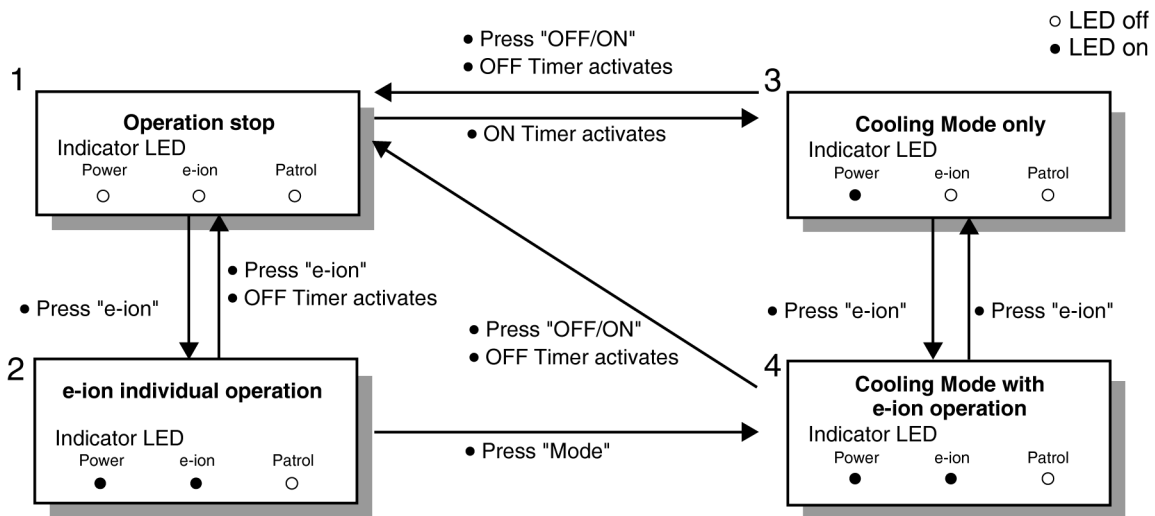 ○ LED off
● LED on
● Press "OFF/ON"
● OFF Timer activates
1
3
Operation stop
Indicator LED
Power e-ion Patrol
● ON Timer activates
Cooling Mode only
Indicator LED
Power e-ion Patrol
● Press "e-ion"
● OFF Timer activates
● Press "e-ion"
● Press "OFF/ON"
● OFF Timer activates
● Press "e-ion"
● Press "e-ion"
2
4
e-ion individual operation
Indicator LED
Power e-ion Patrol
● Press "Mode"
Cooling Mode with
e-ion operation
Indicator LED
Power e-ion Patrol